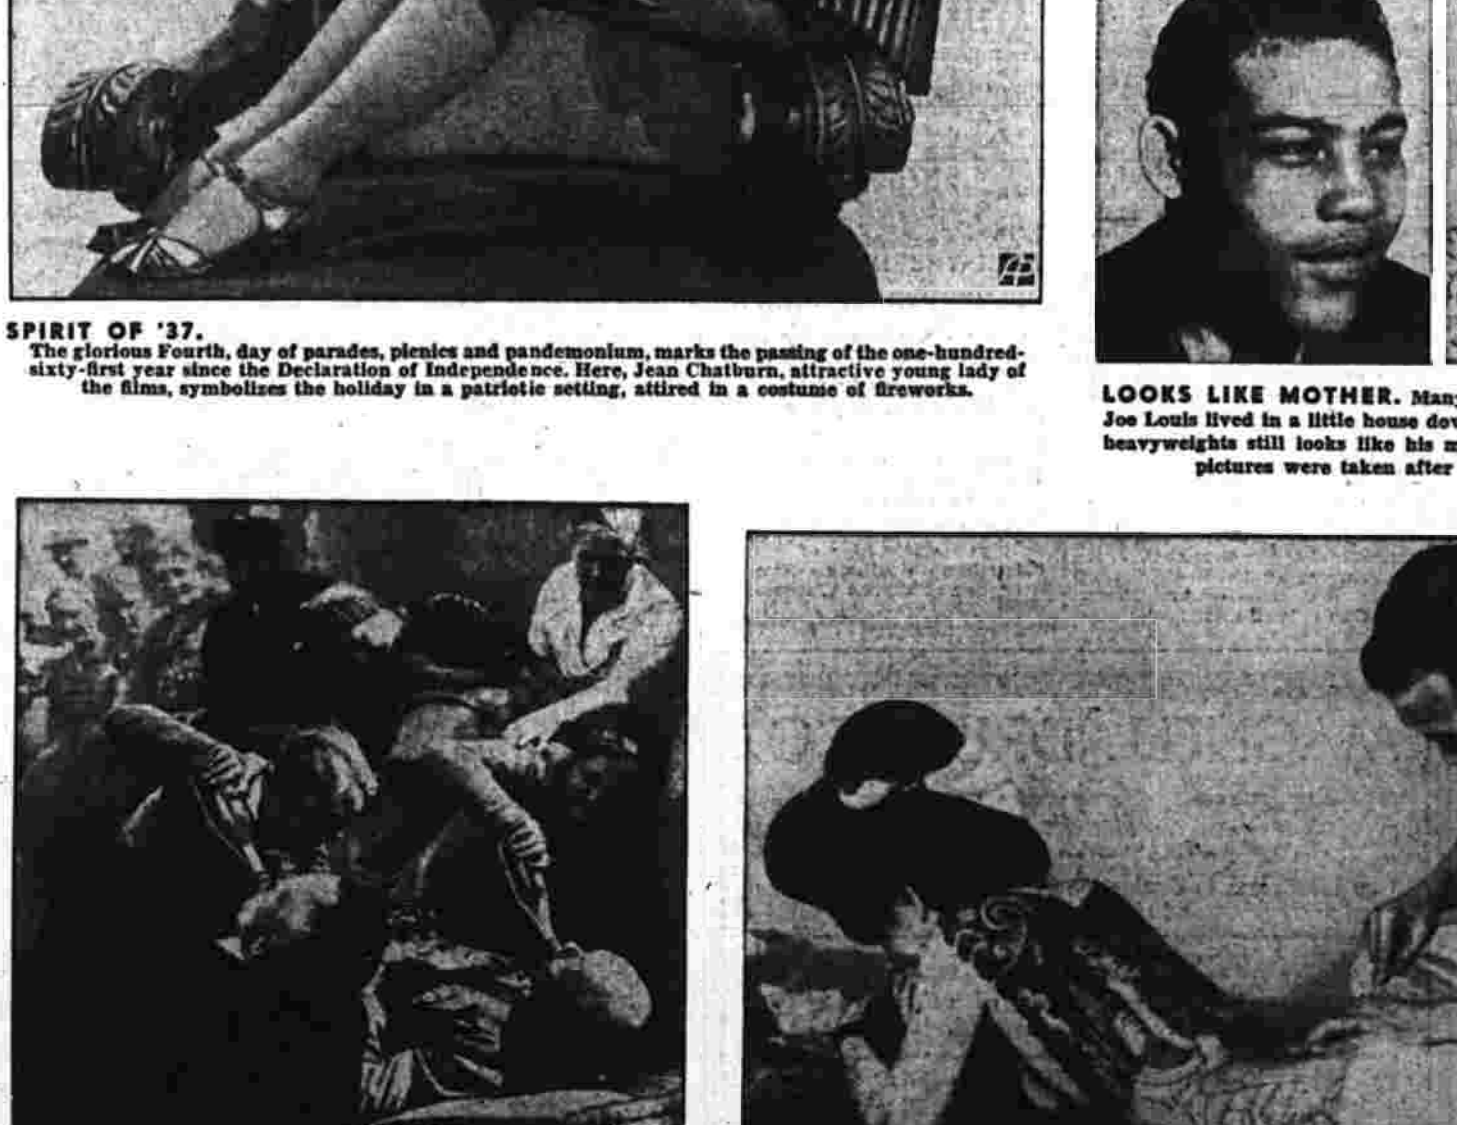 SPIRIT OF '37.
The glorious Fourth, day of parades, picnics and pandemonium, marks the passing of the one-hundred-
sixty-first year since the Declaration of Independence. Here, Jean Chatburn, attractive young lady of
the films, symbolizes the holiday in a patriotic setting, attired in a costume of fireworks.
LOOKS LIKE MOTHER.
Joe Louis lived in a little house
heavyweights still looks like his
pictures were taken after
AP